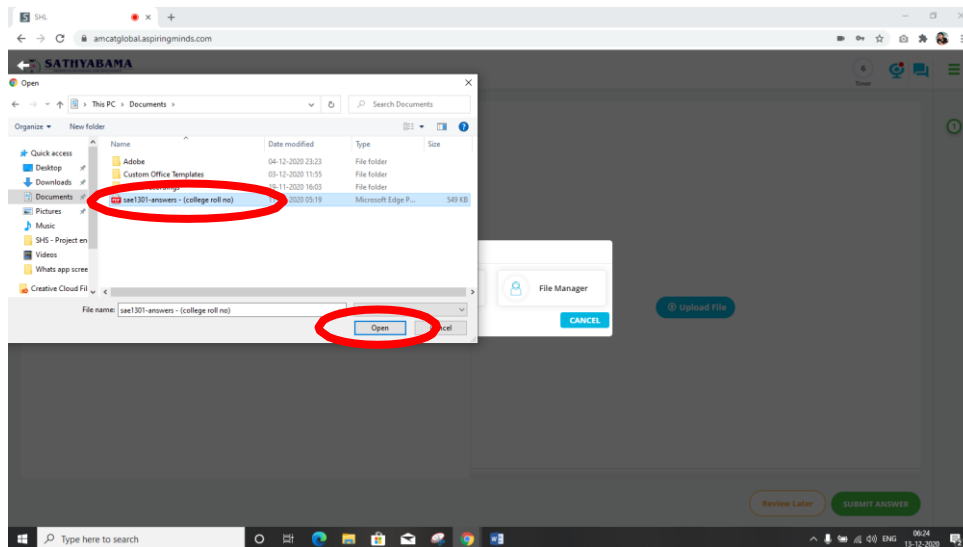 SHL
amcatglobal.aspiringminds.com
SATHYABAMA
6
Timer
Open
This PC > Documents >
Search Documents
Organize
New folder
Name
Date modified
Type
Size
Quick access
Desktop
Downloads
Documents
Pictures
Music
SHS - Project en
Videos
Whats app scree
Creative Cloud Fil
Adobe
04-12-2020 23:23
File folder
Custom Office Templates
03-12-2020 11:55
File folder
19-11-2020 16:03
File folder
sae1301-answers - (college roll no)
-2020 05:19
Microsoft Edge P...
549 KB
File name:
sae1301-answers - (college roll no)
Open
1
File Manager
CANCEL
Upload File
Review Later
SUBMIT ANSWER
Type here to search
ENG
06:24
13-12-2020
2